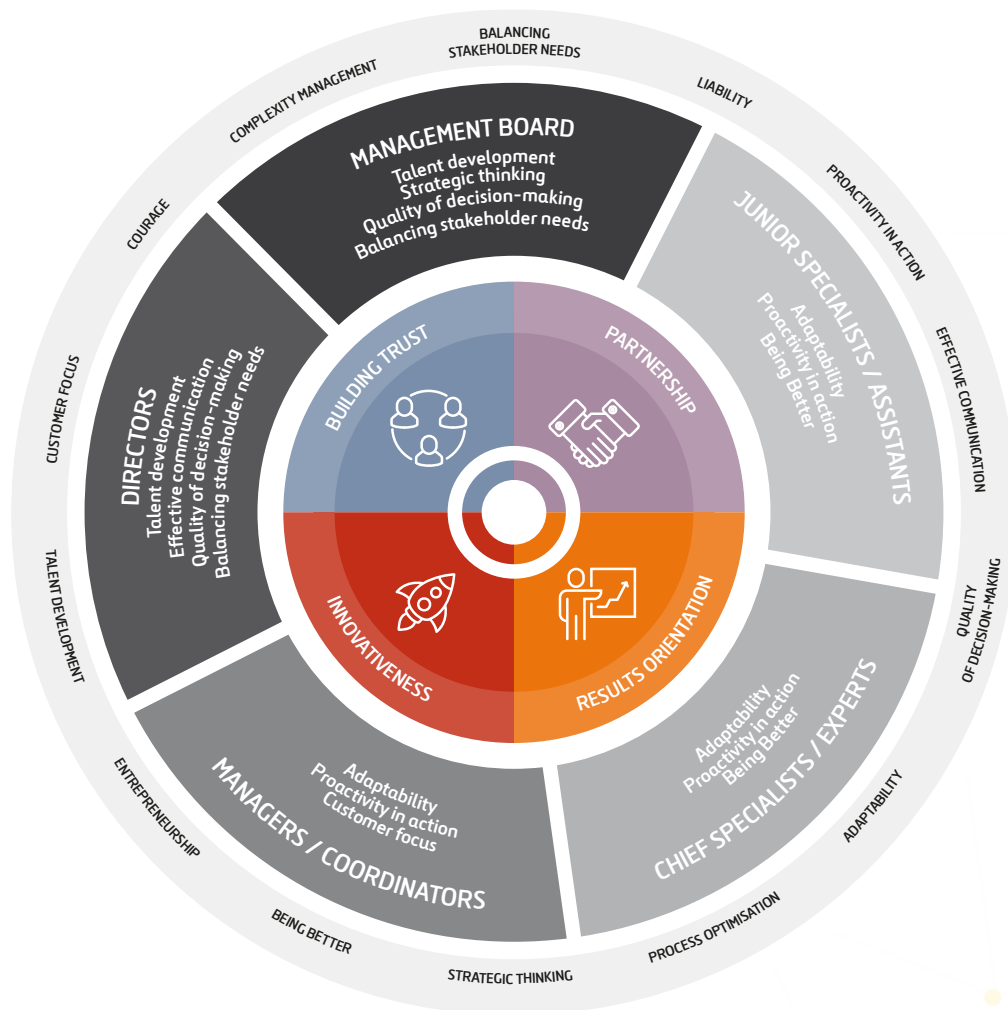 BALANCING
STAKEHOLDER NEEDS
LIABILITY
PROACTIVITY IN ACTION
EFFECTIVE COMMUNICATION
QUALITY
OF DECISION-MAKING
ADAPTABILITY
PROCESS OPTIMISATION
STRATEGIC THINKING
BEING BETTER
ENTREPRENEURSHIP
TALENT DEVELOPMENT
CUSTOMER FOCUS
COURAGE
COMPLEXITY MANAGEMENT
MANAGEMENT BOARD
Talent development
Strategic thinking
Quality of decision-making
Balancing stakeholder needs
JUNIOR SPECIALISTS / ASSISTANTS
Adaptability
Proactivity in action
Being Better
CHIEF SPECIALISTS / EXPERTS
Adaptability
Proactivity in action
Being Better
MANAGERS / COORDINATORS
Adaptability
Proactivity in action
Customer focus
DIRECTORS
Talent development
Effective communication
Quality of decision-making
Balancing stakeholder needs
BUILDING TRUST
PARTNERSHIP
RESULTS ORIENTATION
INNOVATIVENESS